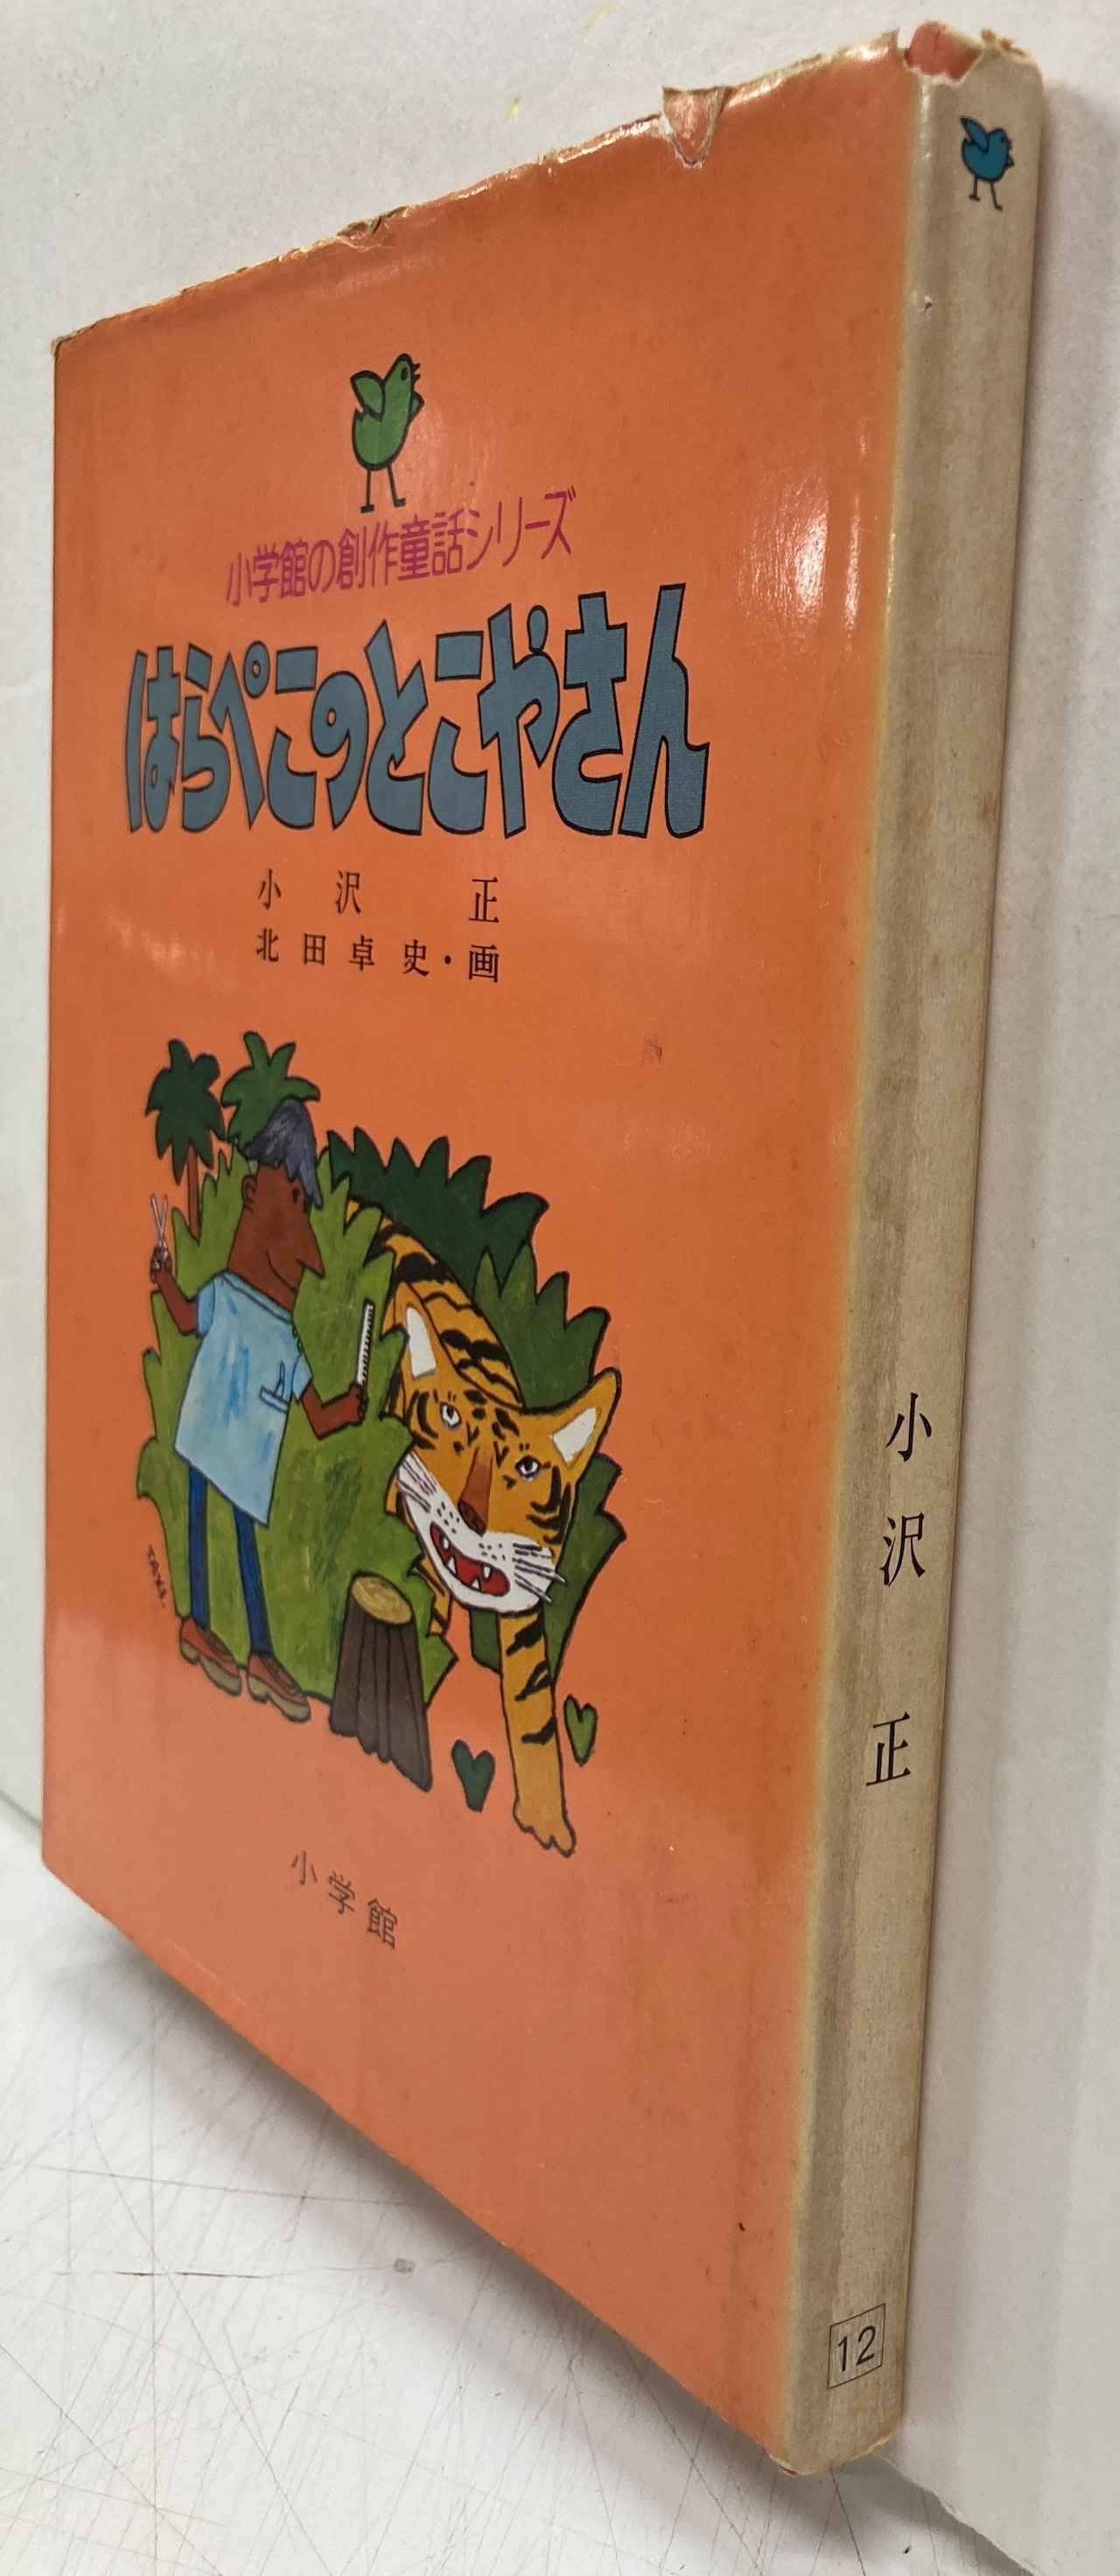 小学館の創作童話シリーズ
はらぺこのとこやさん
小沢 正
北田卓史・画
TAKE.
小学館
小沢 正
12